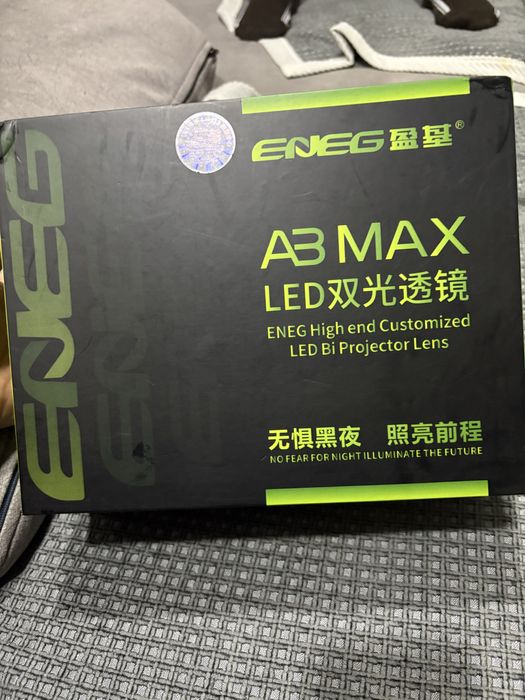 ENEG
ENEG 盈基®
A3 MAX
LED双光透镜
ENEG High end Customized
LED Bi Projector Lens
无惧黑夜 照亮前程
NO FEAR FOR NIGHT ILLUMINATE THE FUTURE